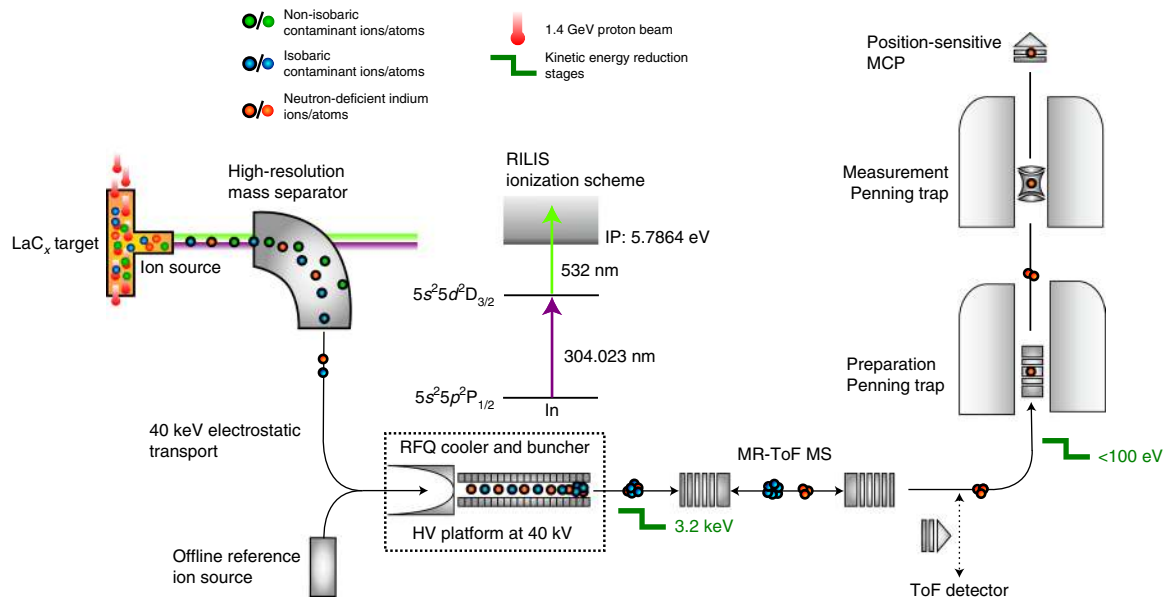 Non-isobaric
contaminant ions/atoms
Isobaric
contaminant ions/atoms
Neutron-deficient indium
ions/atoms
1.4 GeV proton beam
Kinetic energy reduction
stages
Position-sensitive
MCP
High-resolution
mass separator
RILIS
ionization scheme
Measurement
Penning trap
LaCₓ target
Ion source
IP: 5.7864 eV
532 nm
5s²5d²D₃/₂
304.023 nm
Preparation
Penning trap
5s²5p²P₁/₂
In
40 keV electrostatic
transport
RFQ cooler and buncher
MR-ToF MS
<100 eV
HV platform at 40 kV
3.2 keV
Offline reference
ion source
ToF detector